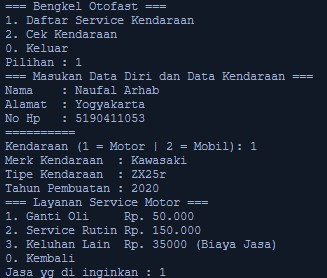 === Bengkel Otofast ===
1. Daftar Service Kendaraan
2. Cek Kendaraan
0. Keluar
Pilihan : 1
=== Masukan Data Diri dan Data Kendaraan ===
Nama    : Naufal Arhab
Alamat  : Yogyakarta
No Hp   : 5190411053
==========
Kendaraan (1 = Motor | 2 = Mobil): 1
Merk Kendaraan  : Kawasaki
Tipe Kendaraan  : ZX25r
Tahun Pembuatan : 2020
=== Layanan Service Motor ===
1. Ganti Oli     Rp. 50.000
2. Service Rutin Rp. 150.000
3. Keluhan Lain  Rp. 35000 (Biaya Jasa)
0. Kembali
Jasa yg di inginkan : 1